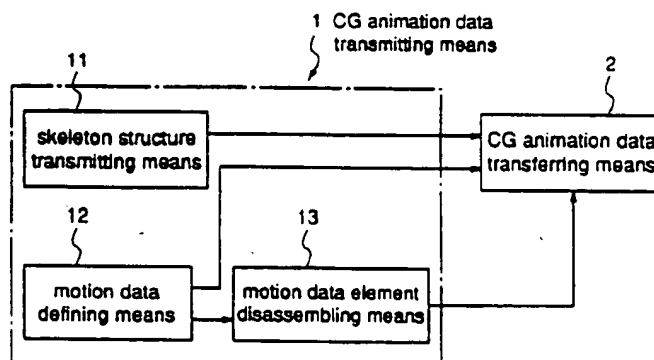 1 CG animation data
transmitting means
11
2
skeleton structure
transmitting means
CG animation data
transferring means
12
13
motion data
defining means
motion data element
disassembling means